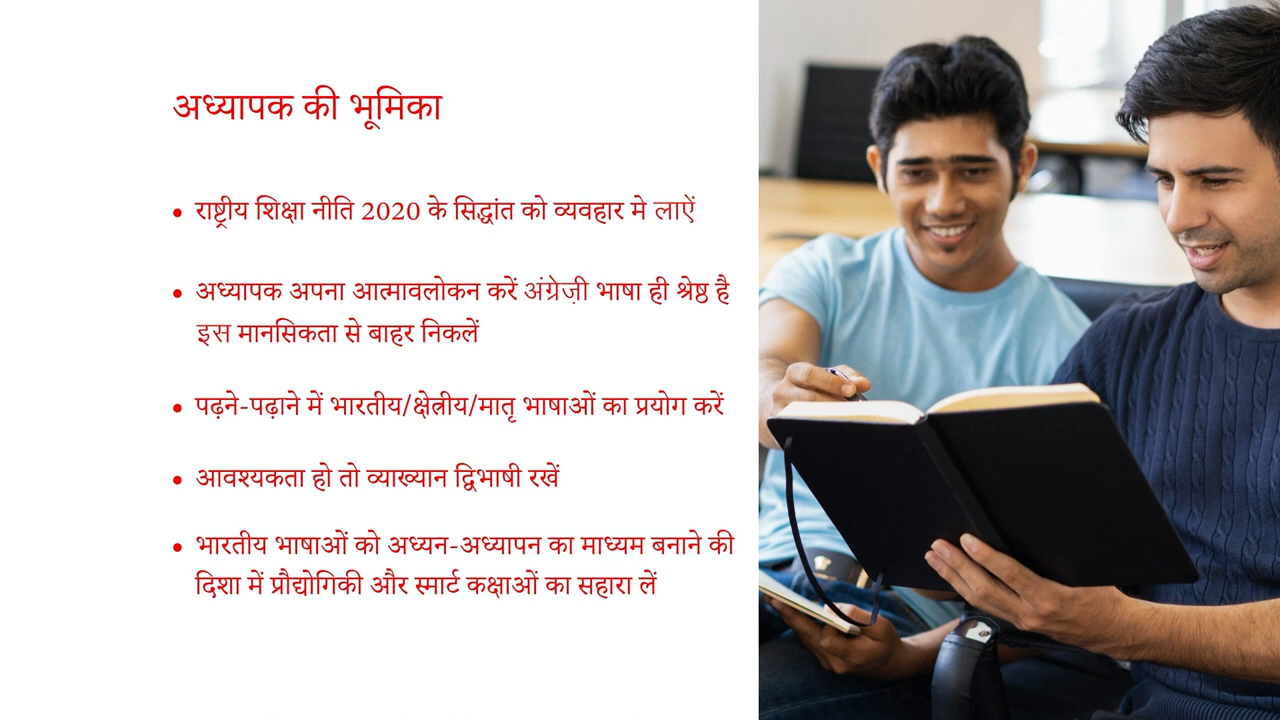 अध्यापक की भूमिका
• राष्ट्रीय शिक्षा नीति 2020 के सिद्धांत को व्यवहार मे लाऐं
• अध्यापक अपना आत्मावलोकन करें अंग्रेज़ी भाषा ही श्रेष्ठ है
इस मानसिकता से बाहर निकलें
• पढ़ने-पढ़ाने में भारतीय/क्षेत्रीय/मातृ भाषाओं का प्रयोग करें
• आवश्यकता हो तो व्याख्यान द्विभाषी रखें
• भारतीय भाषाओं को अध्यन-अध्यापन का माध्यम बनाने की
दिशा में प्रौद्योगिकी और स्मार्ट कक्षाओं का सहारा लें